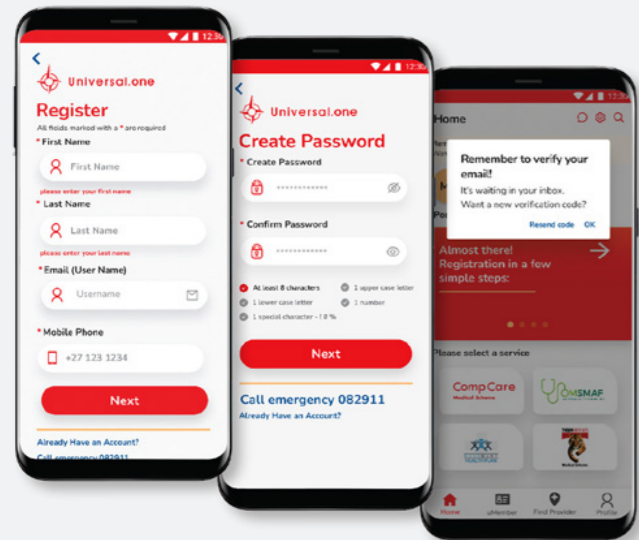 12:30
Universal.one
Register
All fields marked with a * are required
* First Name
First Name
please enter your first name
* Last Name
Last Name
please enter your last name
* Email (User Name)
Username
* Mobile Phone
+27 123 1234
Next
Already Have an Account?
Call emergency 082911
12:30
Universal.one
Create Password
* Create Password
************
* Confirm Password
************
At least 8 characters
1 upper case letter
1 lower case letter
1 number
1 special character - ! # %
Next
Call emergency 082911
Already Have an Account?
12:30
Home
Remember to verify your
email!
It's waiting in your inbox.
Want a new verification code?
Resend code OK
Almost there!
Registration in a few
simple steps:
Please select a service
CompCare
Medical Scheme
OMSMAF
Home
uMember
Find Provider
Profile